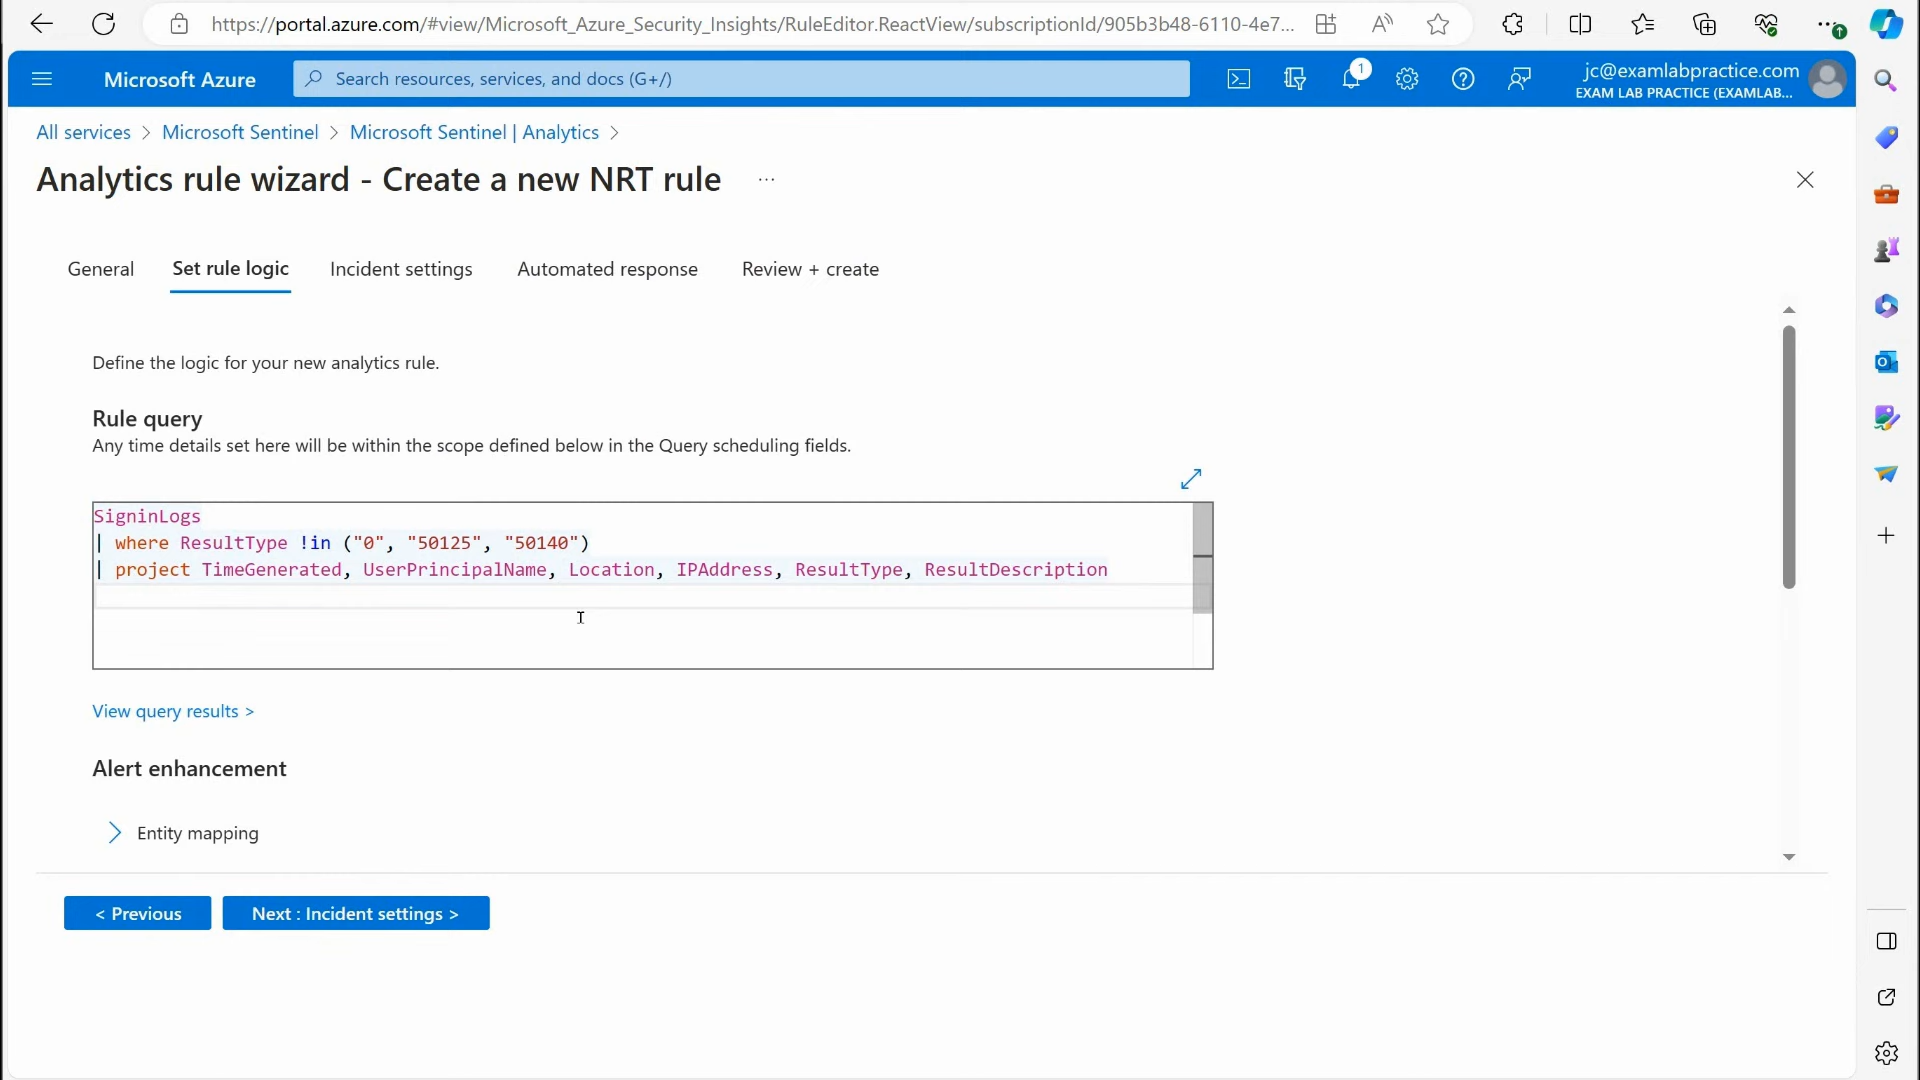 https://portal.azure.com/#view/Microsoft_Azure_Security_Insights/RuleEditor.ReactView/subscriptionId/905b3b48-6110-4e7...
Microsoft Azure
Search resources, services, and docs (G+/)
1
jc@examlabpractice.com
EXAM LAB PRACTICE (EXAMLAB...
All services > Microsoft Sentinel > Microsoft Sentinel | Analytics >
Analytics rule wizard - Create a new NRT rule ...
General Set rule logic Incident settings Automated response Review + create
Define the logic for your new analytics rule.
Rule query
Any time details set here will be within the scope defined below in the Query scheduling fields.
SigninLogs
| where ResultType !in ("0", "50125", "50140")
| project TimeGenerated, UserPrincipalName, Location, IPAddress, ResultType, ResultDescription
View query results >
Alert enhancement
Entity mapping
< Previous
Next : Incident settings >